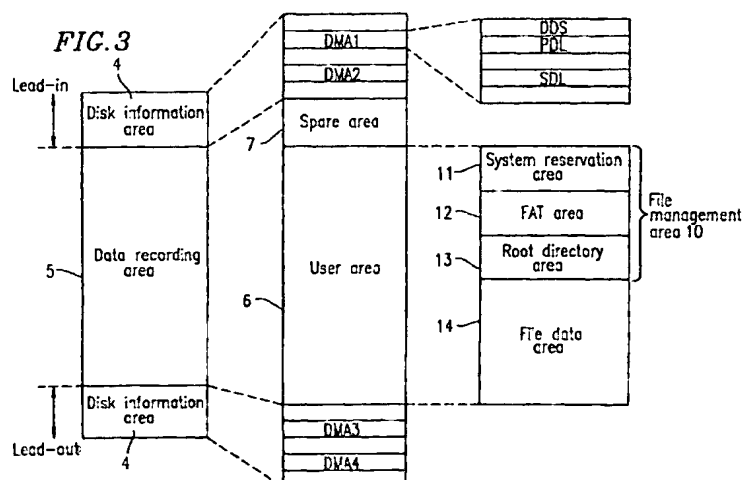 FIG.3
4
Lead-in
Disk information
area
5
Data recording
area
Disk information
area
Lead-out
4
DMA1
DMA2
7
Spare area
6
User area
DMA3
DMA4
DDS
PDL
SDL
11
System reservation
area
12
FAT area
13
Root directory
area
14
File data
area
File
management
area 10